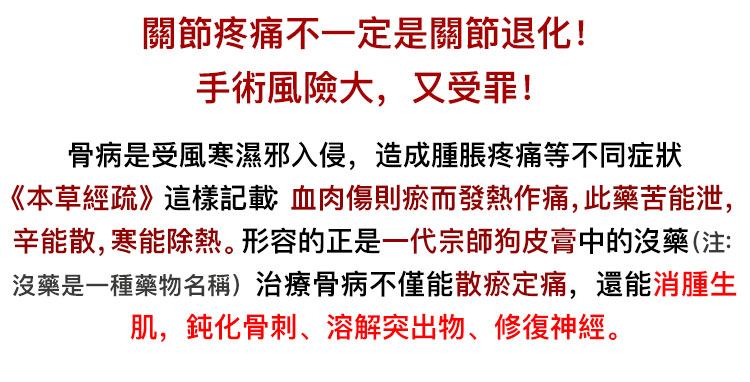 關節疼痛不一定是關節退化！
手術風險大，又受罪！
骨病是受風寒濕邪入侵，造成腫脹疼痛等不同症狀
《本草經疏》這樣記載：血肉傷則瘀而發熱作痛，此藥苦能泄，
辛能散，寒能除熱。形容的正是一代宗師狗皮膏中的沒藥（注：
沒藥是一種藥物名稱）治療骨病不僅能散瘀定痛，還能消腫生
肌，鈍化骨刺、溶解突出物、修復神經。